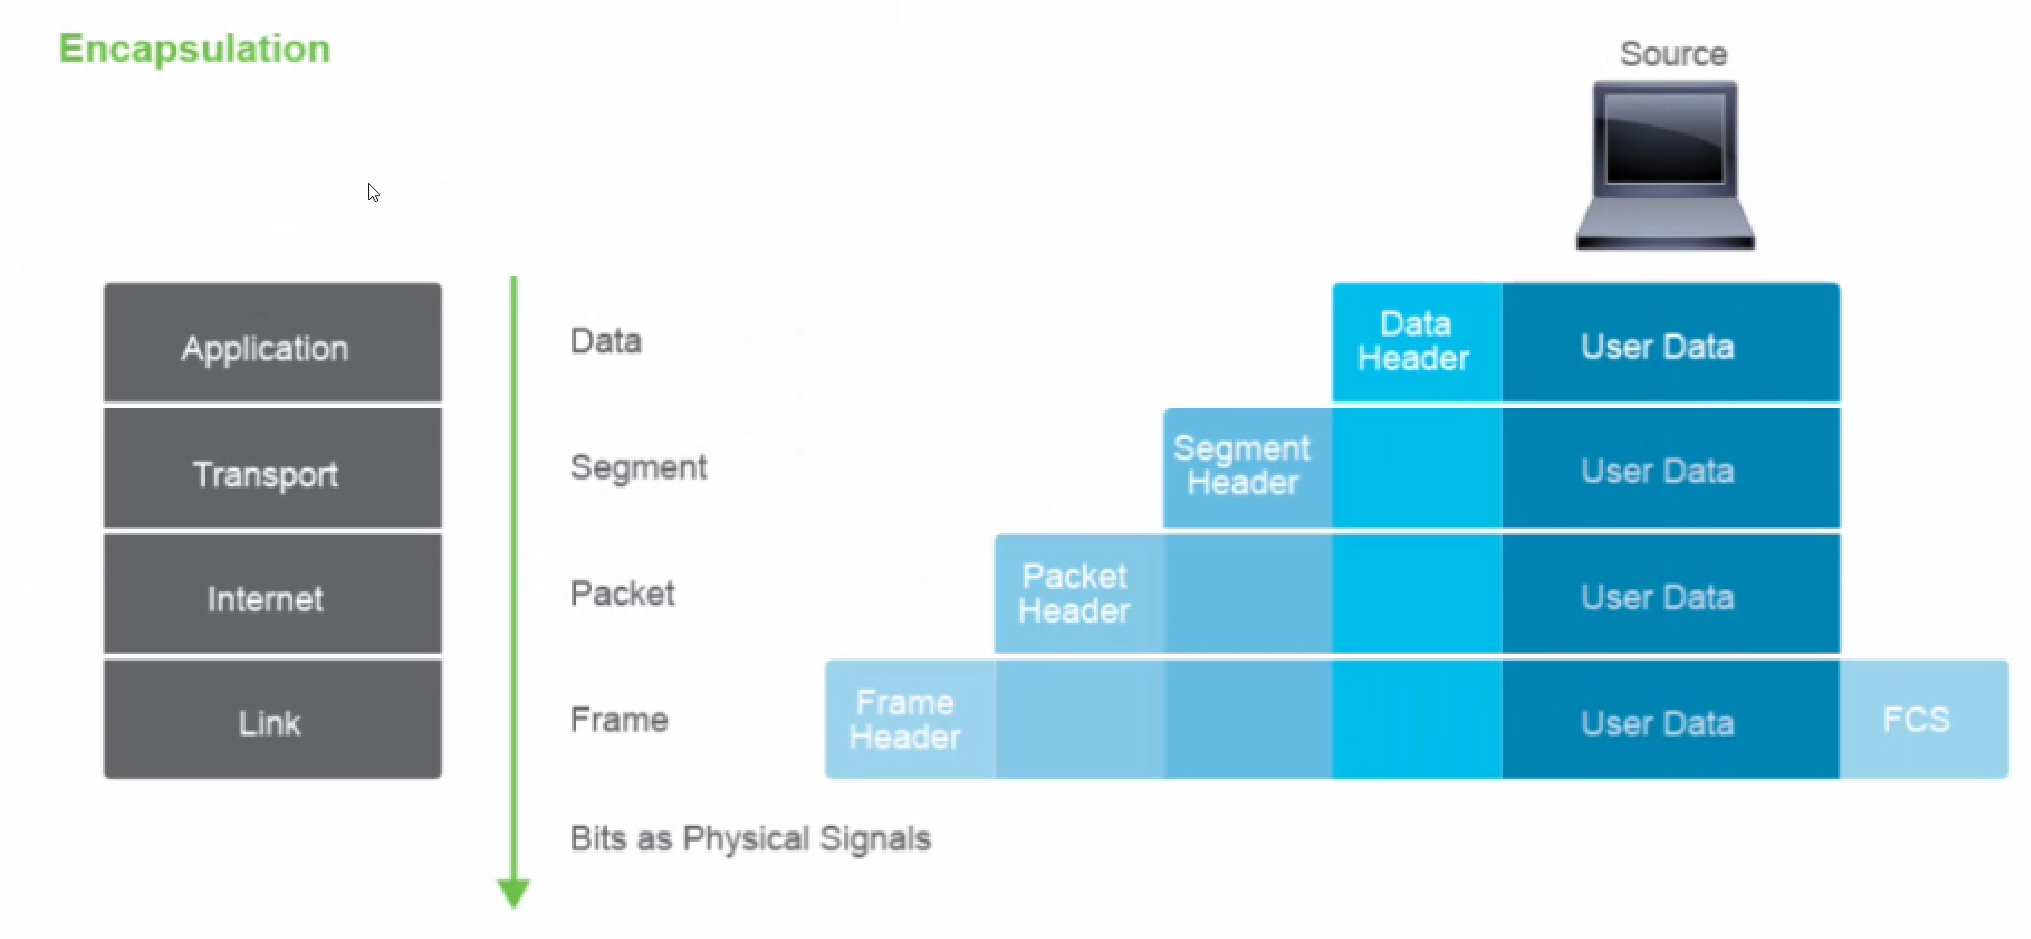 Encapsulation
Source
Application
Data
Data
Header
User Data
Transport
Segment
Segment
Header
User Data
Internet
Packet
Packet
Header
User Data
Link
Frame
Frame
Header
User Data
FCS
Bits as Physical Signals